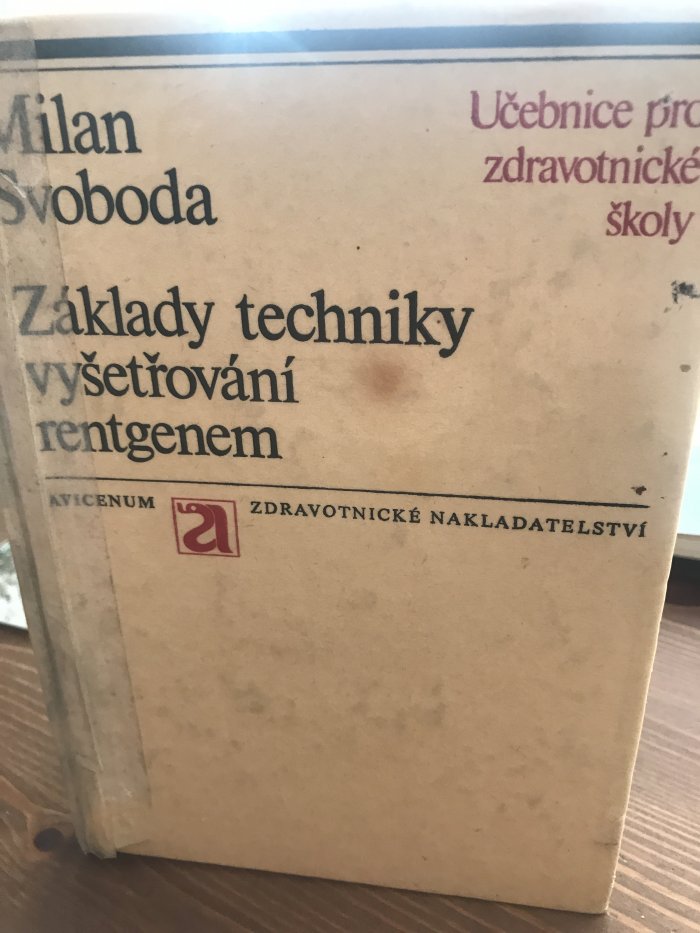 Milan
Svoboda
Učebnice pro
zdravotnické
školy
Základy techniky
vyšetřování
rentgenem
AVICENUM
a
ZDRAVOTNICKÉ NAKLADATELSTVÍ